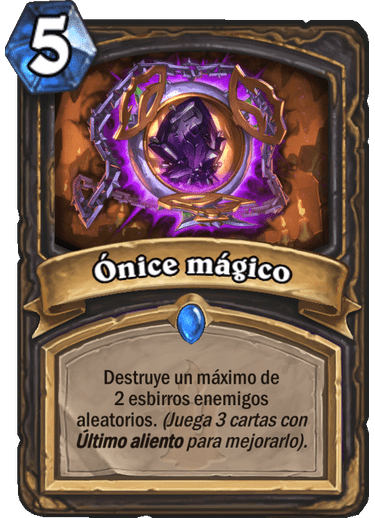 5
Ónice mágico
Destruye un máximo de
2 esbirros enemigos
aleatorios. (Juega 3 cartas con
Último aliento para mejorarlo).